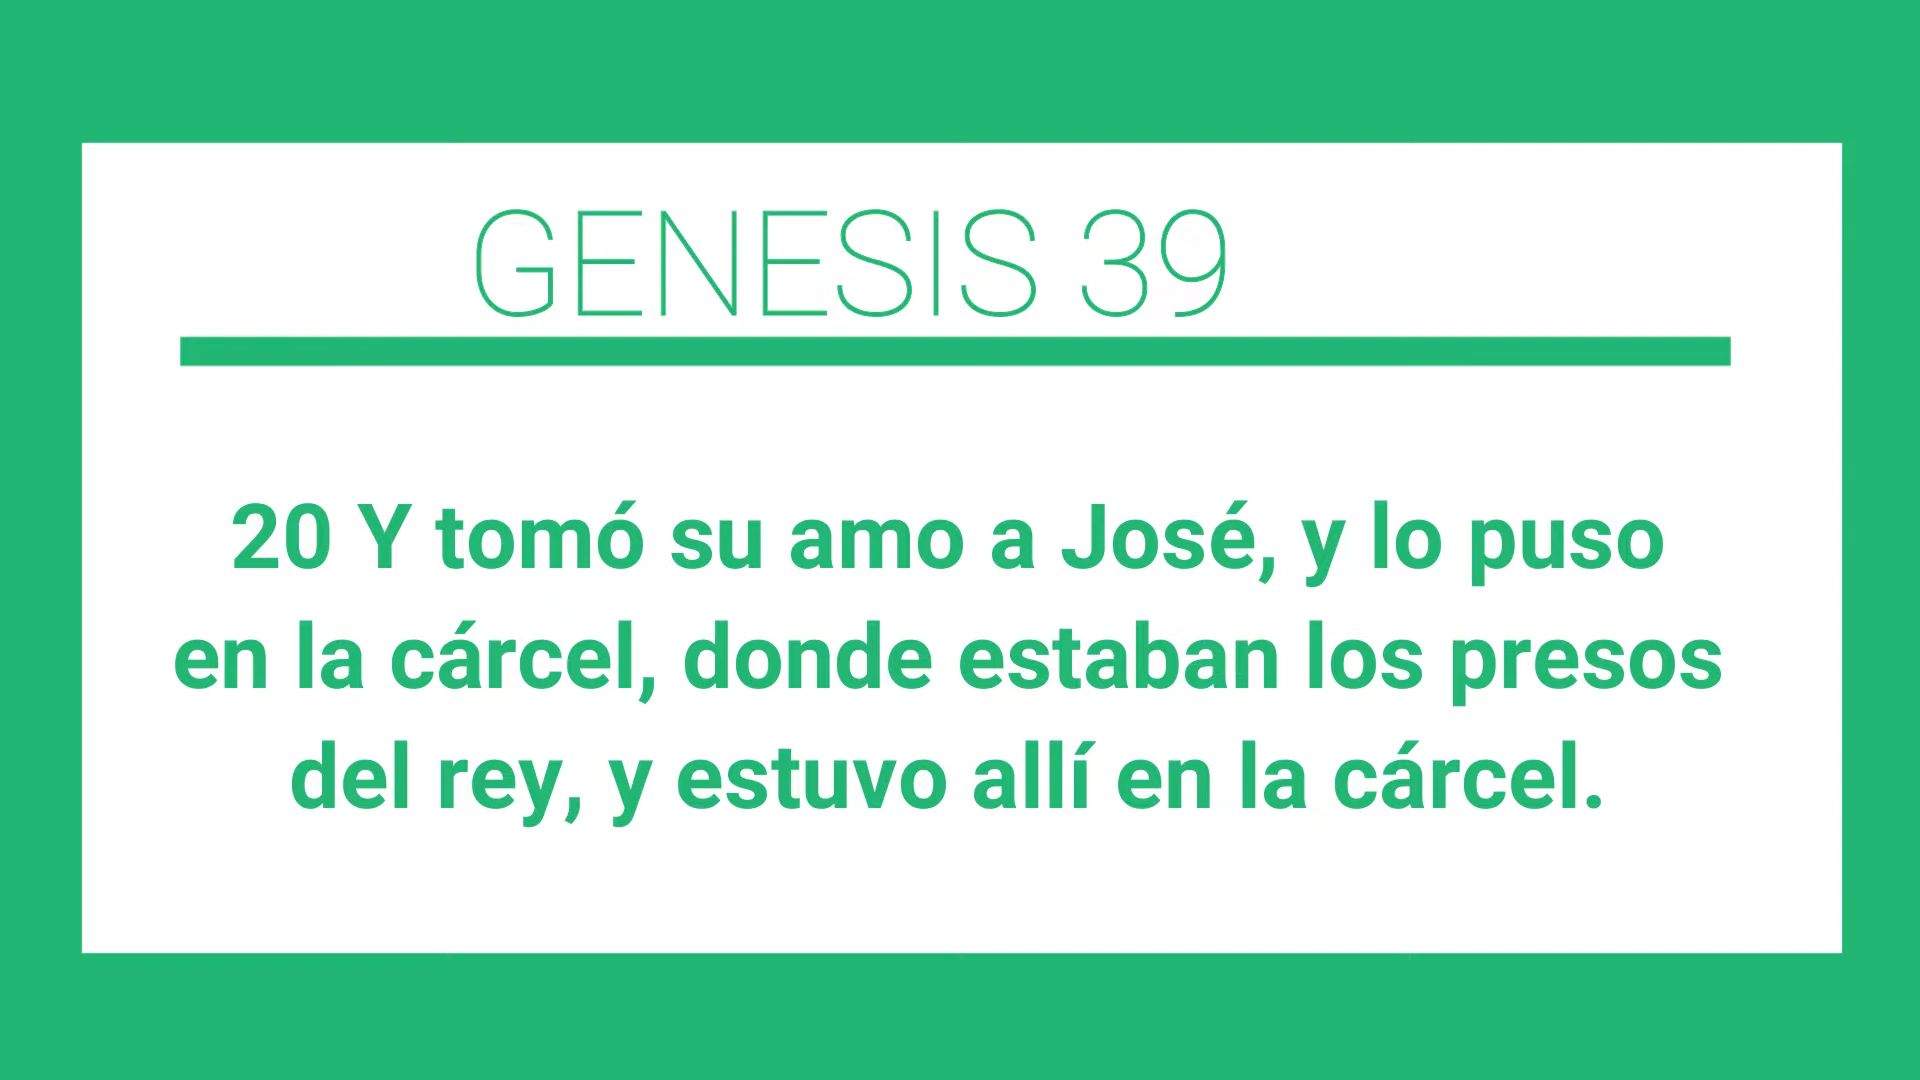 GENESIS 39
20 Y tomó su amo a José, y lo puso
en la cárcel, donde estaban los presos
del rey, y estuvo allí en la cárcel.